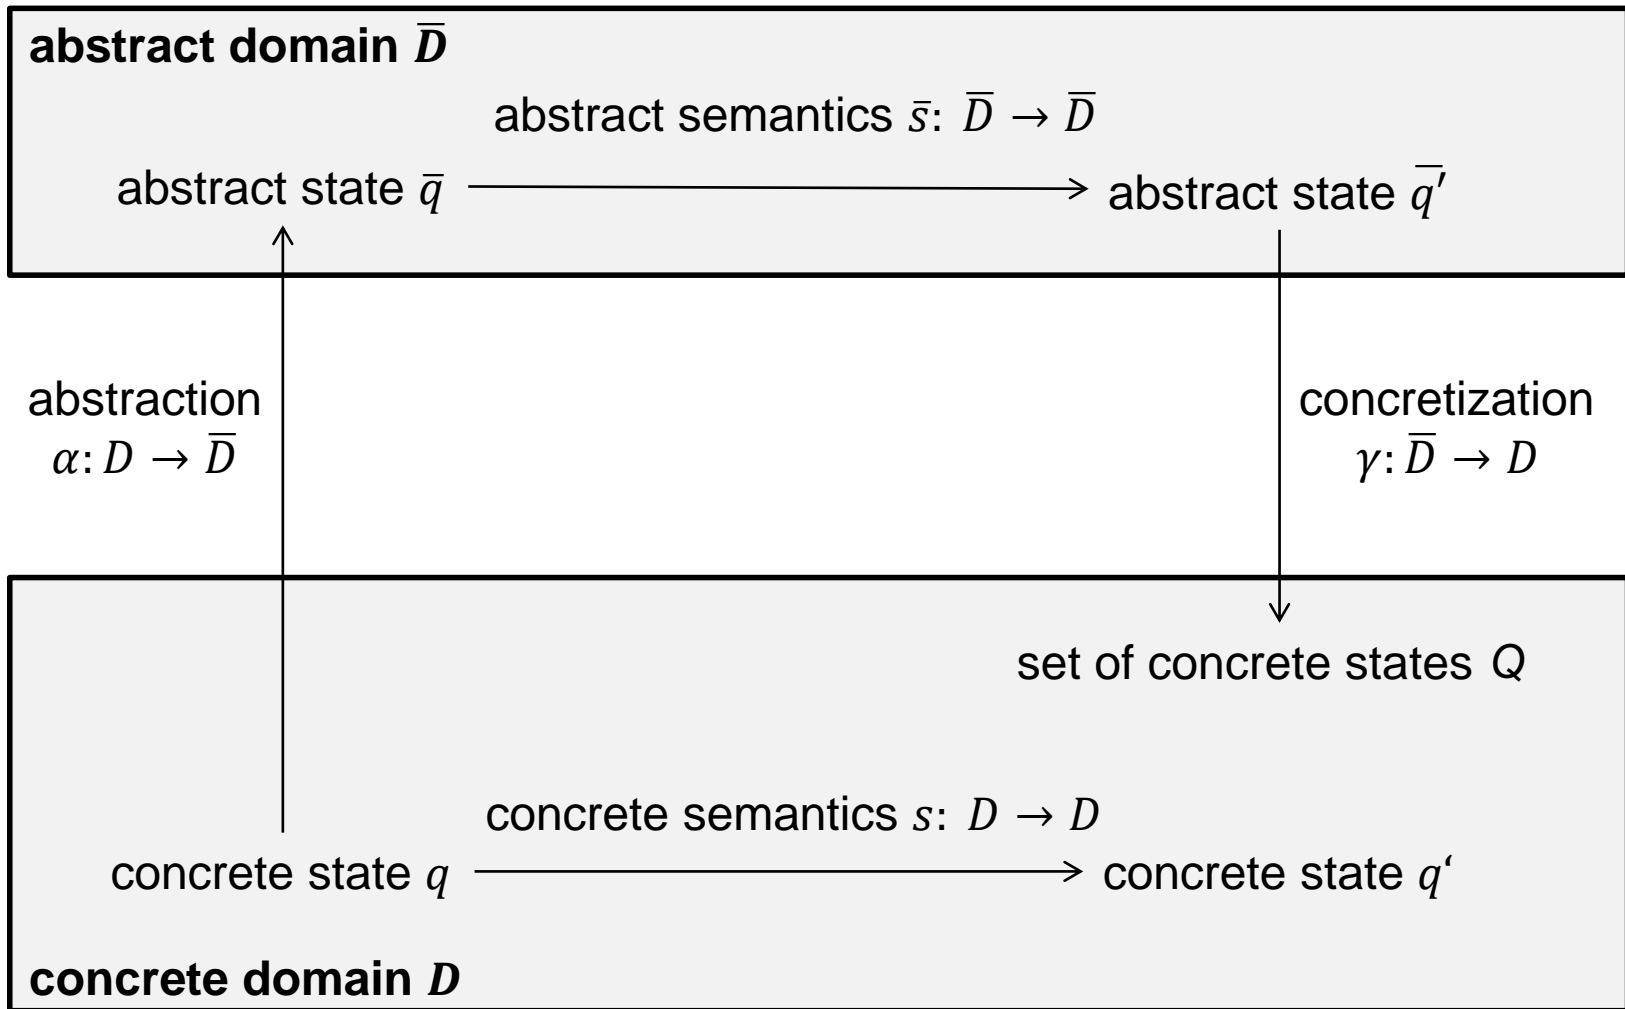 abstract domain D̅
abstract semantics s̅: D̅ → D̅
abstract state q̅
abstract state q̅′
abstraction
α: D → D̅
concretization
γ: D̅ → D
set of concrete states Q
concrete semantics s: D → D
concrete state q
concrete state q‘
concrete domain D